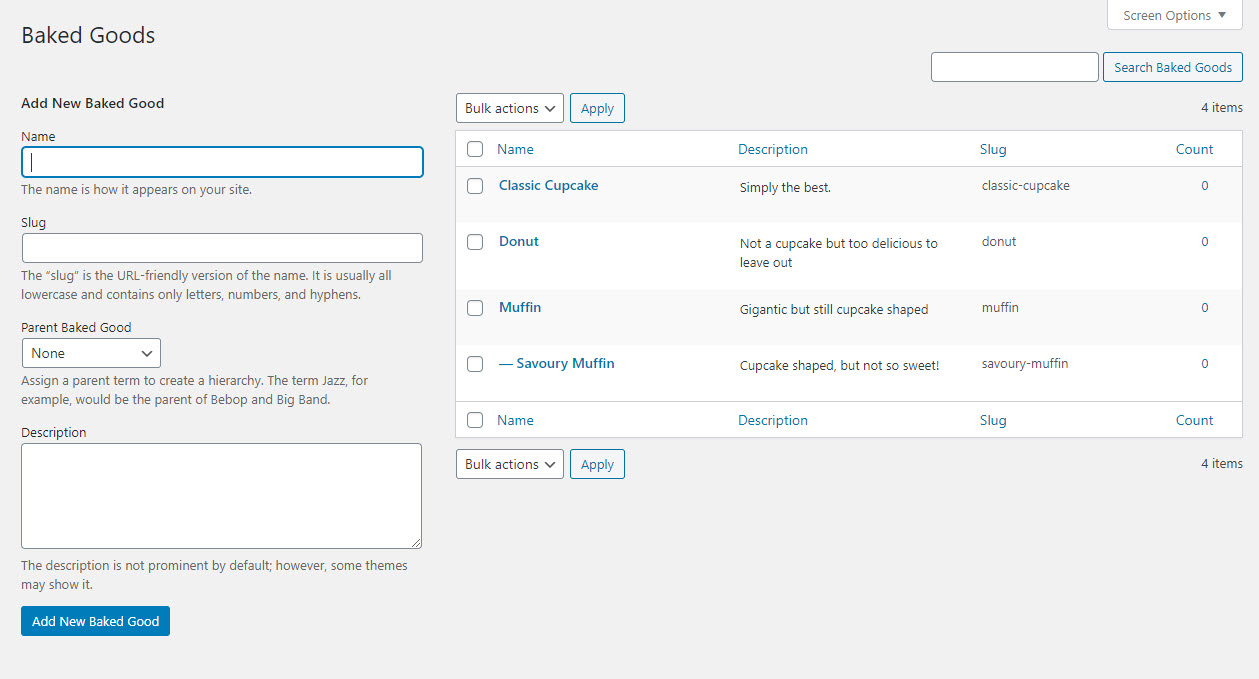 Screen Options ▼
Baked Goods
Search Baked Goods
Add New Baked Good
Name
The name is how it appears on your site.
Slug
The “slug” is the URL-friendly version of the name. It is usually all
lowercase and contains only letters, numbers, and hyphens.
Parent Baked Good
None
Assign a parent term to create a hierarchy. The term Jazz, for
example, would be the parent of Bebop and Big Band.
Description
The description is not prominent by default; however, some themes
may show it.
Add New Baked Good
Bulk actions Apply 4 items
Name Description Slug Count
Classic Cupcake Simply the best. classic-cupcake 0
Donut Not a cupcake but too delicious to donut 0
leave out
Muffin Gigantic but still cupcake shaped muffin 0
— Savoury Muffin Cupcake shaped, but not so sweet! savoury-muffin 0
Name Description Slug Count
Bulk actions Apply 4 items